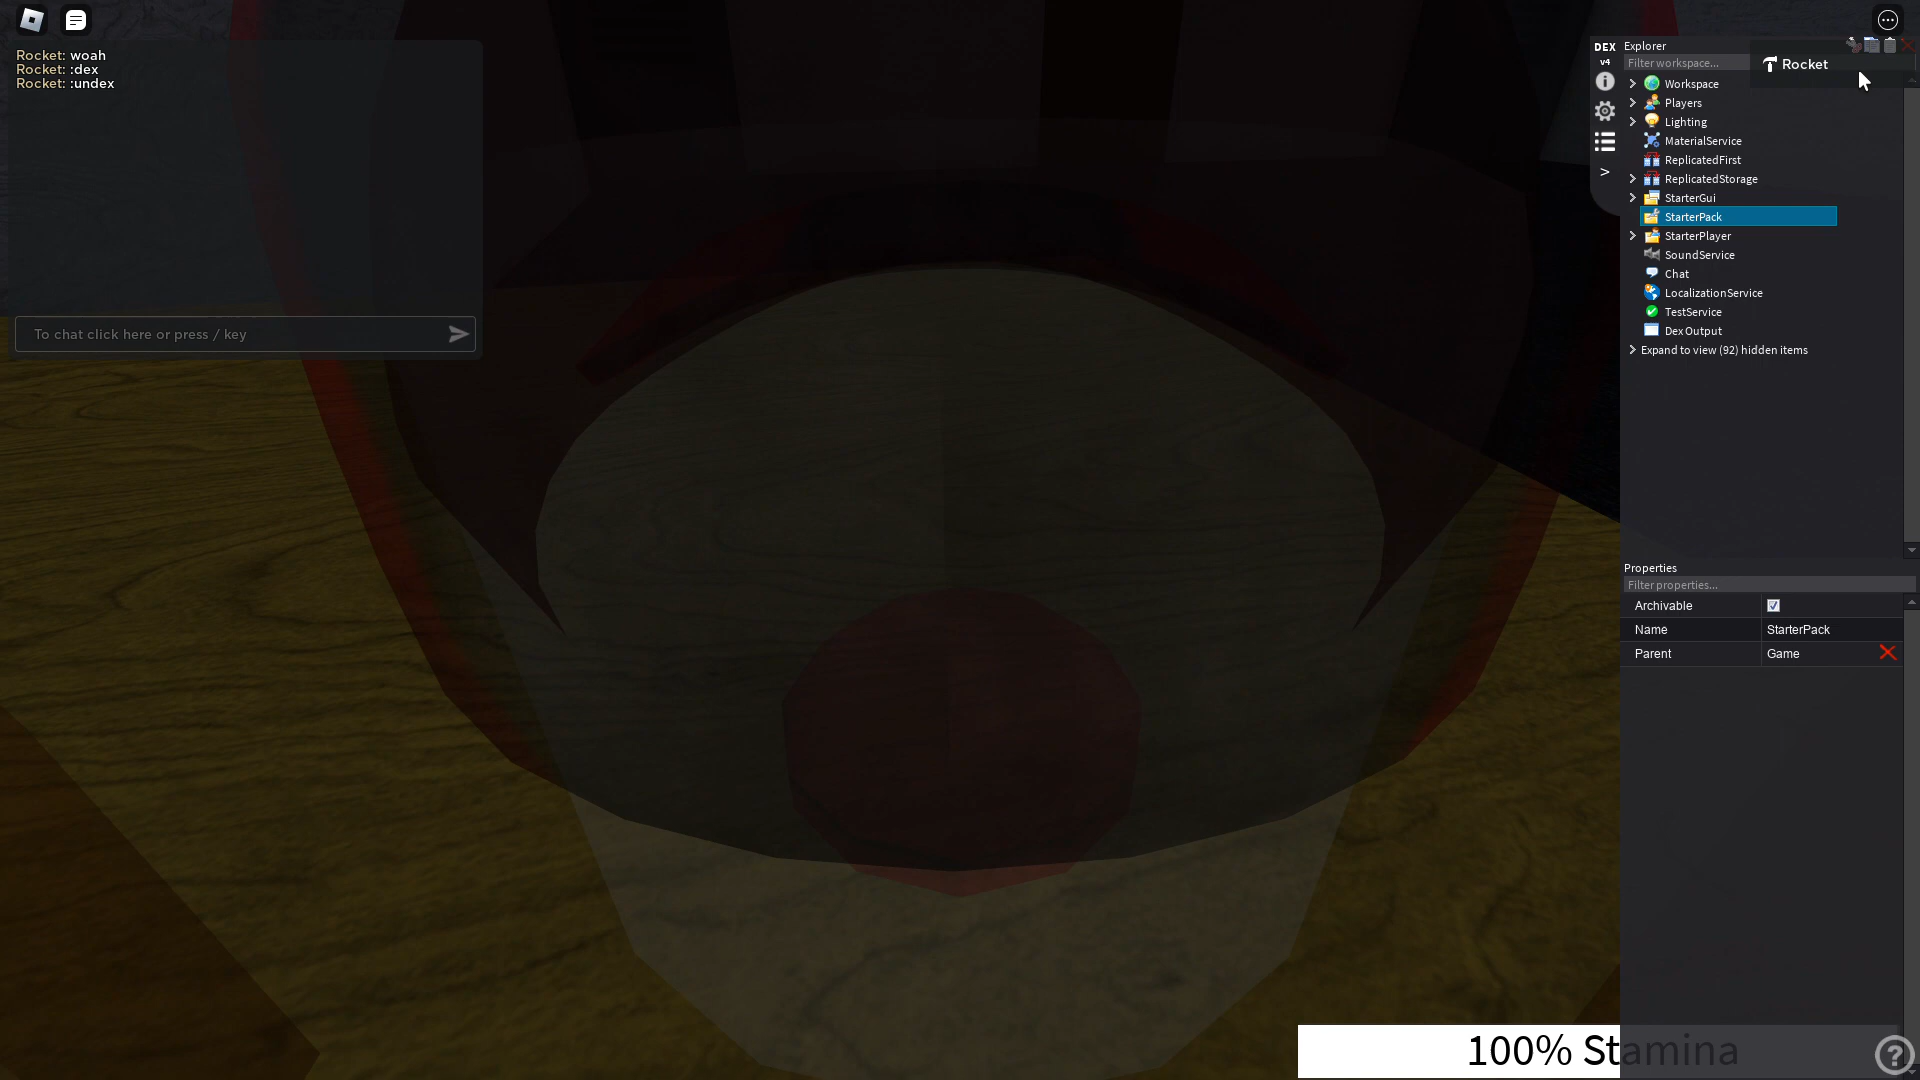 Rocket: woah
Rocket: :dex
Rocket: :undex
To chat click here or press / key
DEX
v4
>
Explorer
Filter workspace...
Rocket
Workspace
Players
Lighting
MaterialService
ReplicatedFirst
ReplicatedStorage
StarterGui
StarterPack
StarterPlayer
SoundService
Chat
LocalizationService
TestService
Dex Output
Expand to view (92) hidden items
Properties
Filter properties...
Archivable
Name StarterPack
Parent Game
100% Stamina
?